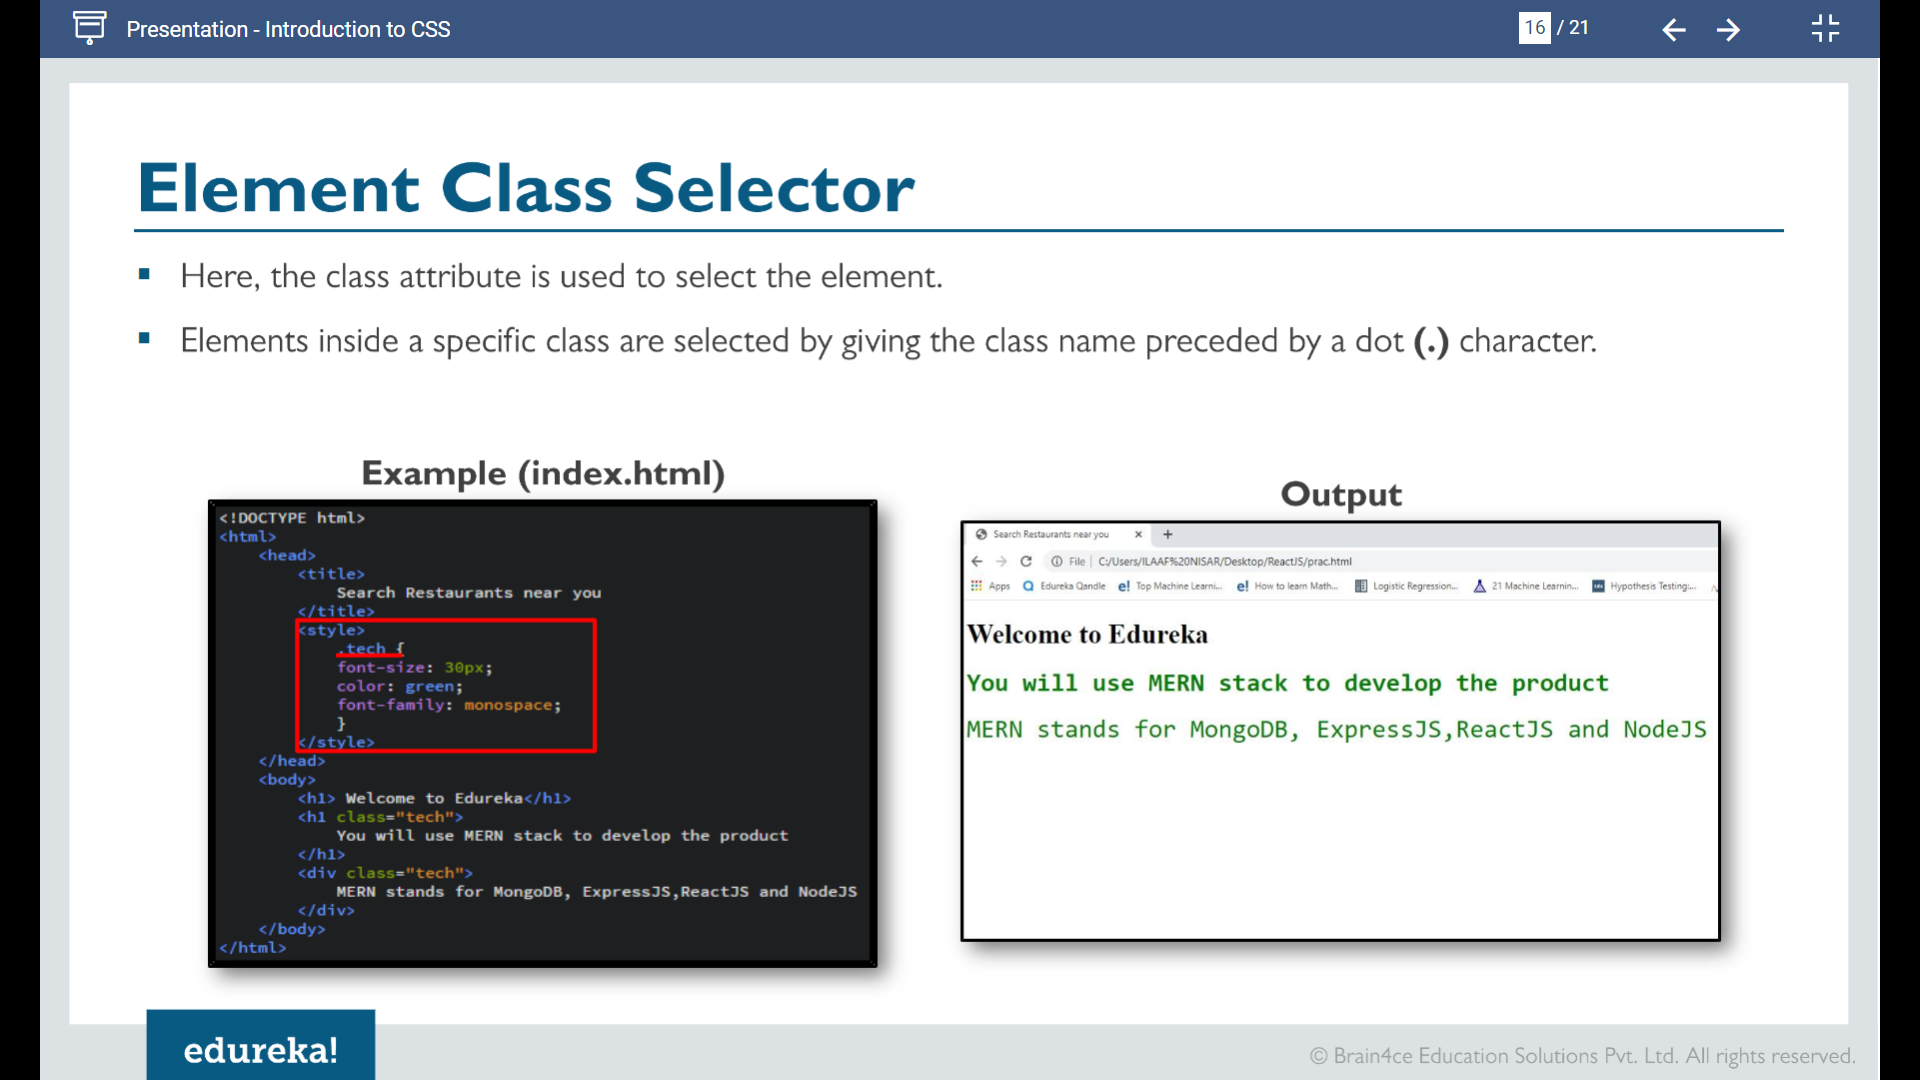 Presentation - Introduction to CSS
16 / 21
Element Class Selector
Here, the class attribute is used to select the element.
Elements inside a specific class are selected by giving the class name preceded by a dot (.) character.
Example (index.html)
<!DOCTYPE html>
<html>
<head>
<title>
Search Restaurants near you
</title>
<style>
.tech {
font-size: 30px;
color: green;
font-family: monospace;
}
</style>
</head>
<body>
<h1> Welcome to Edureka</h1>
<h1 class="tech">
You will use MERN stack to develop the product
</h1>
<div class="tech">
MERN stands for MongoDB, ExpressJS,ReactJS and NodeJS
</div>
</body>
</html>
Output
Search Restaurants near you
File | C:/Users/ILAAF%20NISAR/Desktop/ReactJS/prac.html
Apps Edureka Qandle e! Top Machine Learni... e! How to learn Math... Logistic Regression... 21 Machine Learnin... Hypothesis Testing:...
Welcome to Edureka
You will use MERN stack to develop the product
MERN stands for MongoDB, ExpressJS,ReactJS and NodeJS
edureka!
© Brain4ce Education Solutions Pvt. Ltd. All rights reserved.